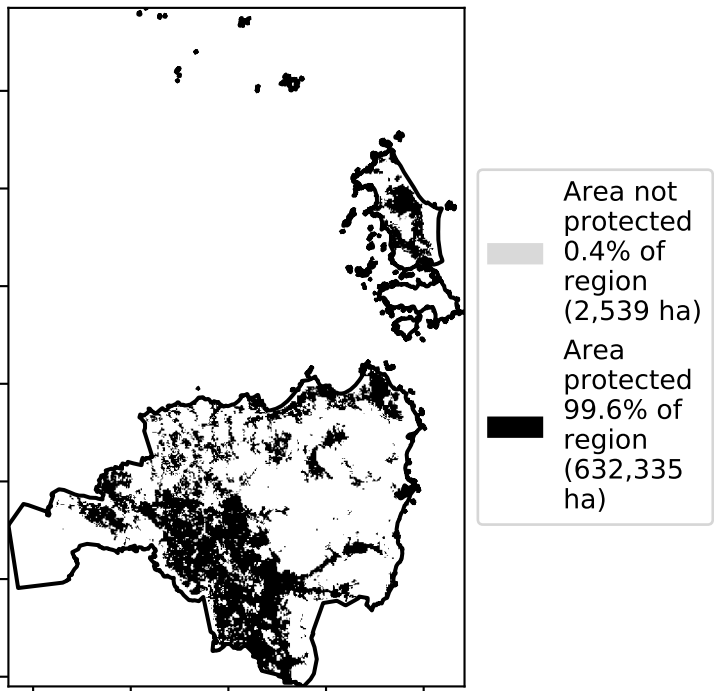 Area not
protected
0.4% of
region
(2,539 ha)
Area
protected
99.6% of
region
(632,335
ha)